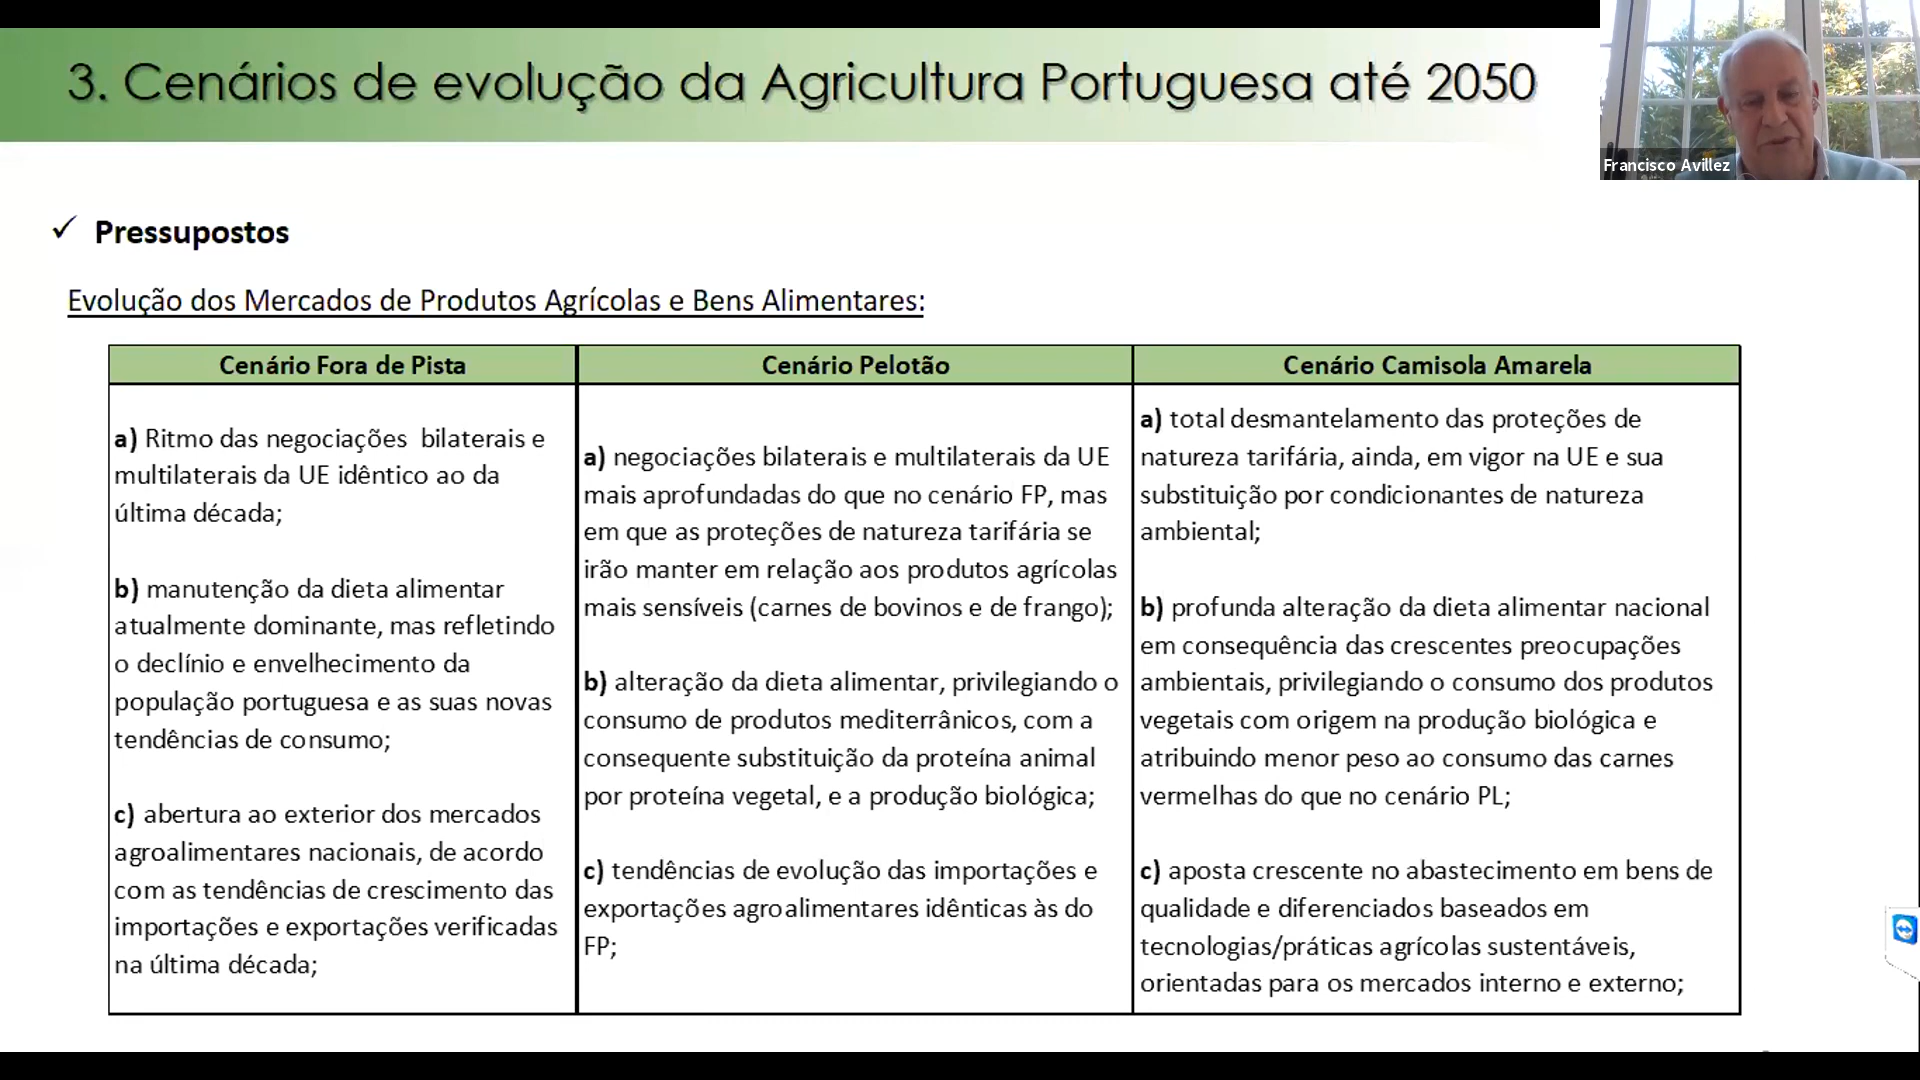 3. Cenários de evolução da Agricultura Portuguesa até 2050
Francisco Avillez
✓ Pressupostos
Evolução dos Mercados de Produtos Agrícolas e Bens Alimentares:
Cenário Fora de Pista
a) Ritmo das negociações bilaterais e
multilaterais da UE idêntico ao da
última década;
b) manutenção da dieta alimentar
atualmente dominante, mas refletindo
o declínio e envelhecimento da
população portuguesa e as suas novas
tendências de consumo;
c) abertura ao exterior dos mercados
agroalimentares nacionais, de acordo
com as tendências de crescimento das
importações e exportações verificadas
na última década;
Cenário Pelotão
a) negociações bilaterais e multilaterais da UE
mais aprofundadas do que no cenário FP, mas
em que as proteções de natureza tarifária se
irão manter em relação aos produtos agrícolas
mais sensíveis (carnes de bovinos e de frango);
b) alteração da dieta alimentar, privilegiando o
consumo de produtos mediterrânicos, com a
consequente substituição da proteína animal
por proteína vegetal, e a produção biológica;
c) tendências de evolução das importações e
exportações agroalimentares idênticas às do
FP;
Cenário Camisola Amarela
a) total desmantelamento das proteções de
natureza tarifária, ainda, em vigor na UE e sua
substituição por condicionantes de natureza
ambiental;
b) profunda alteração da dieta alimentar nacional
em consequência das crescentes preocupações
ambientais, privilegiando o consumo dos produtos
vegetais com origem na produção biológica e
atribuindo menor peso ao consumo das carnes
vermelhas do que no cenário PL;
c) aposta crescente no abastecimento em bens de
qualidade e diferenciados baseados em
tecnologias/práticas agrícolas sustentáveis,
orientadas para os mercados interno e externo;